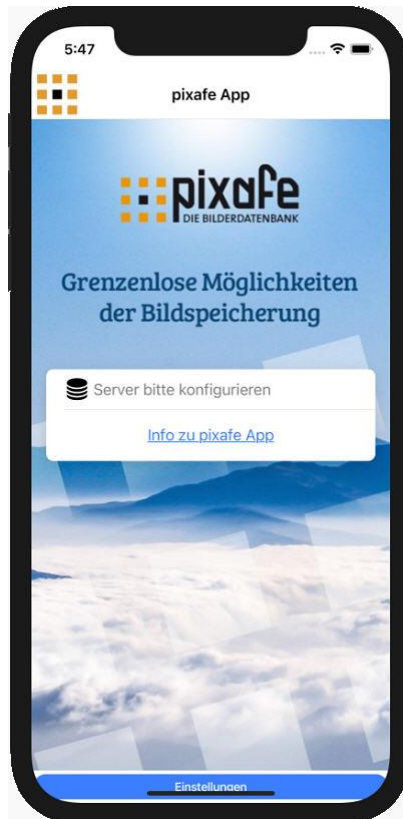 5:47
pixafe App
pixafe
DIE BILDERDATENBANK
Grenzenlose Möglichkeiten
der Bildspeicherung
Server bitte konfigurieren
Info zu pixafe App
Einstellungen